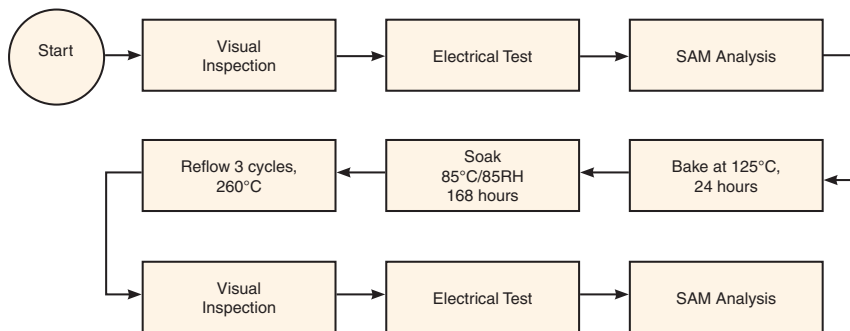 Start
Visual
Inspection
Electrical Test
SAM Analysis
Bake at 125°C,
24 hours
Soak
85°C/85RH
168 hours
Reflow 3 cycles,
260°C
Visual
Inspection
Electrical Test
SAM Analysis